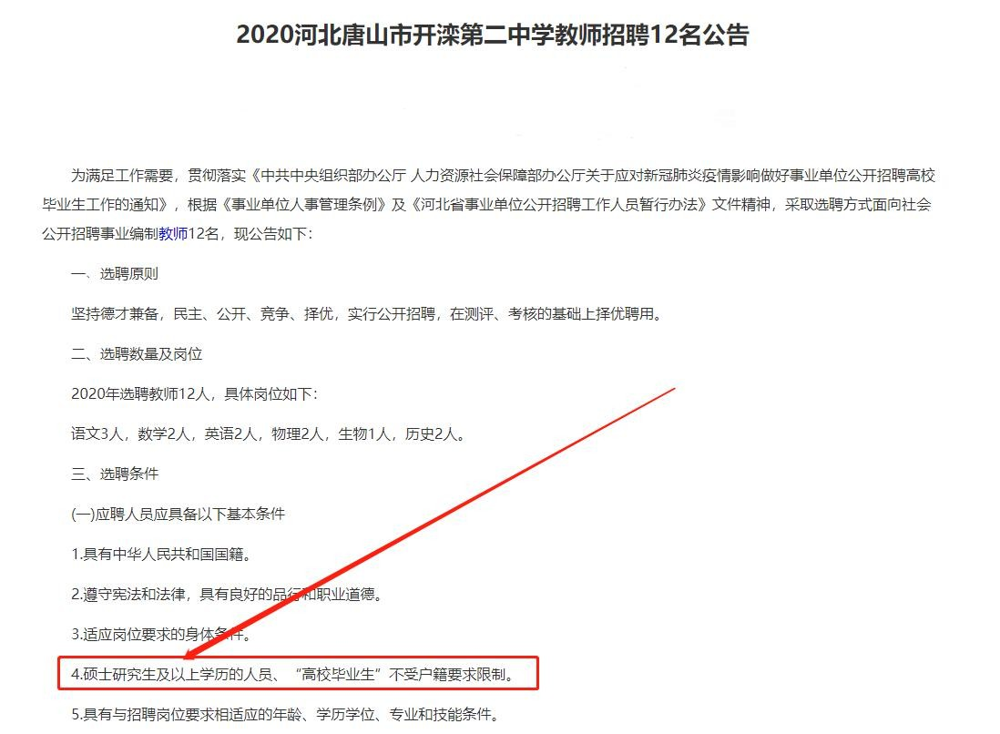 2020河北唐山市开滦第二中学教师招聘12名公告
为满足工作需要，贯彻落实《中共中央组织部办公厅 人力资源社会保障部办公厅关于应对新冠肺炎疫情影响做好事业单位公开招聘高校
毕业生工作的通知》，根据《事业单位人事管理条例》及《河北省事业单位公开招聘工作人员暂行办法》文件精神，采取选聘方式面向社会
公开招聘事业编制教师12名，现公告如下：
一、选聘原则
坚持德才兼备，民主、公开、竞争、择优，实行公开招聘，在测评、考核的基础上择优聘用。
二、选聘数量及岗位
2020年选聘教师12人，具体岗位如下：
语文3人，数学2人，英语2人，物理2人，生物1人，历史2人。
三、选聘条件
(一)应聘人员应具备以下基本条件
1.具有中华人民共和国国籍。
2.遵守宪法和法律，具有良好的品行和职业道德。
3.适应岗位要求的身体条件。
4.硕士研究生及以上学历的人员、“高校毕业生”不受户籍要求限制。
5.具有与招聘岗位要求相适应的年龄、学历学位、专业和技能条件。